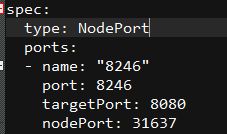 spec:
  type: NodePort
  ports:
  - name: "8246"
    port: 8246
    targetPort: 8080
    nodePort: 31637